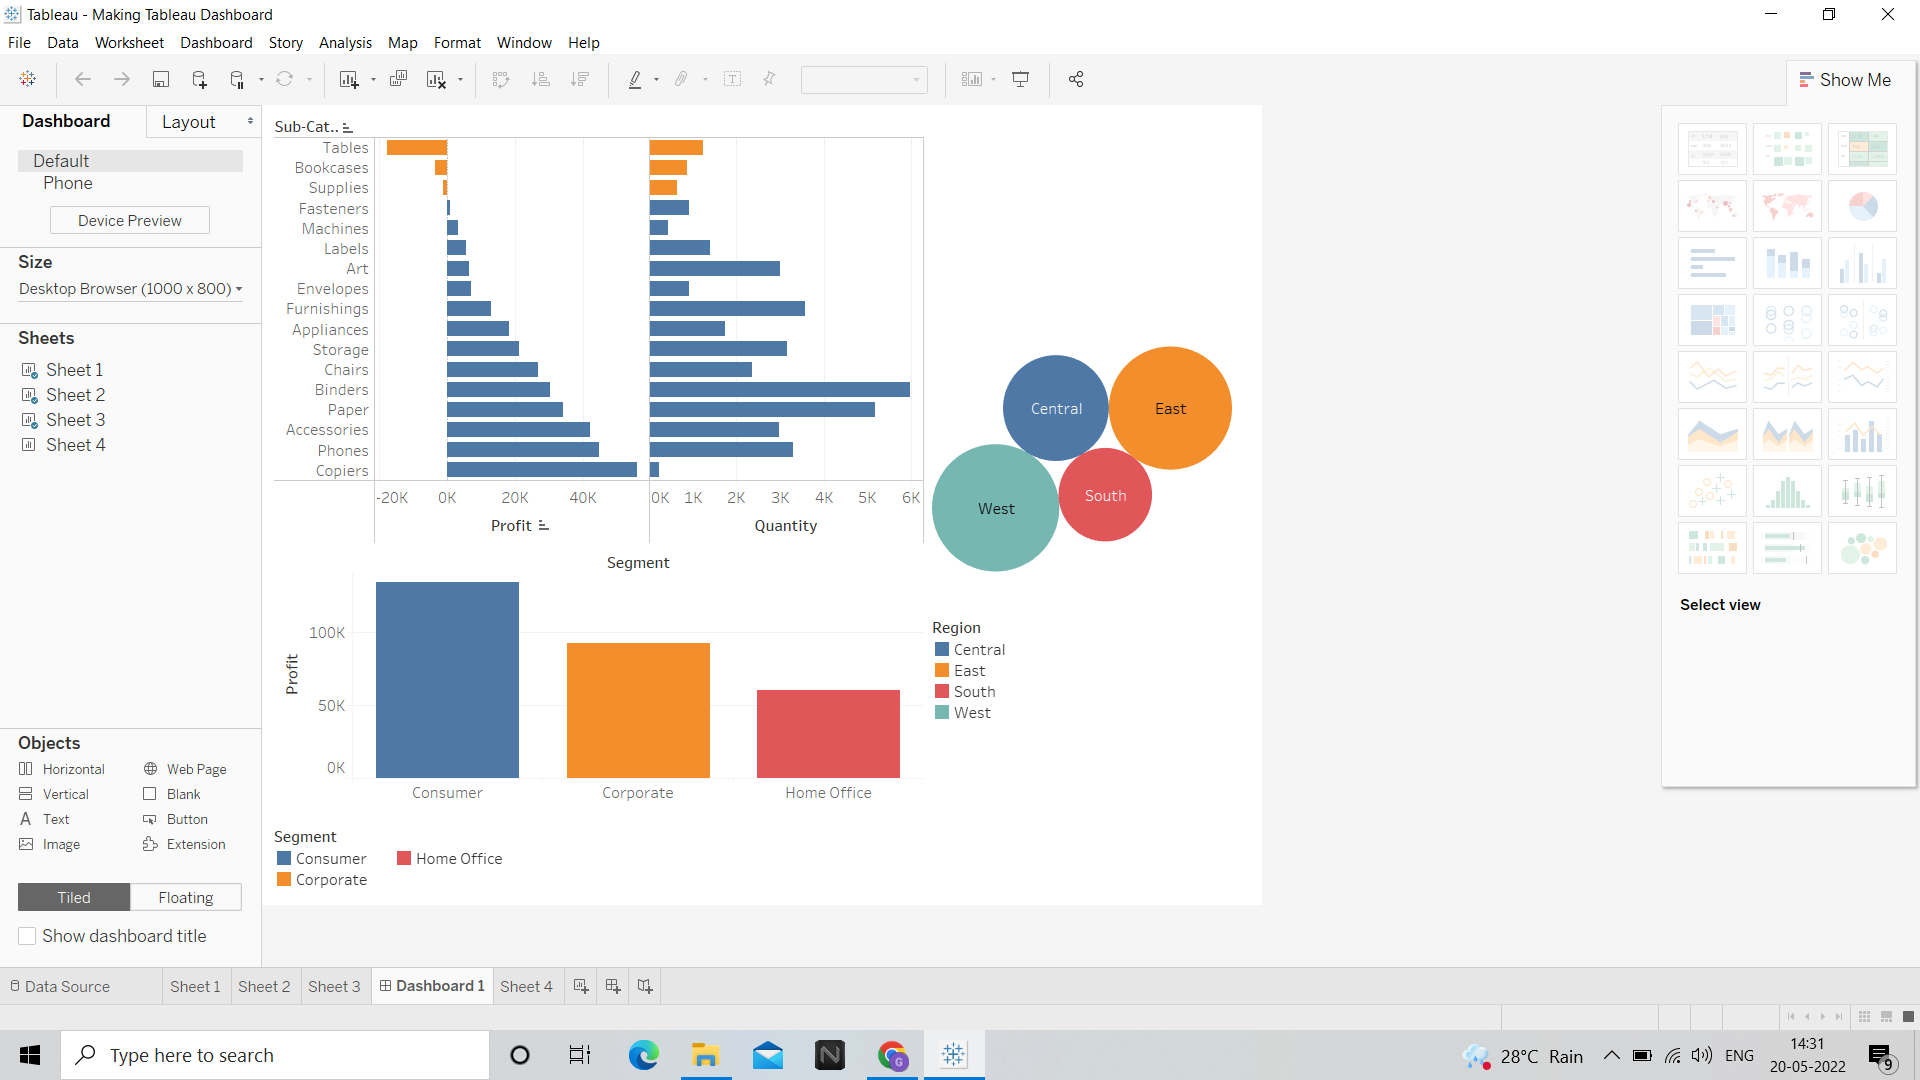 Tableau - Making Tableau Dashboard
File Data Worksheet Dashboard Story Analysis Map Format Window Help
Show Me
Dashboard Layout
Default
Phone
Device Preview
Size
Desktop Browser (1000 x 800)
Sheets
Sheet 1
Sheet 2
Sheet 3
Sheet 4
Objects
Horizontal Web Page
Vertical Blank
Text Button
Image Extension
Tiled Floating
Show dashboard title
Sub-Cat..
Tables
Bookcases
Supplies
Fasteners
Machines
Labels
Art
Envelopes
Furnishings
Appliances
Storage
Chairs
Binders
Paper
Accessories
Phones
Copiers
-20K 0K 20K 40K 0K 1K 2K 3K 4K 5K 6K
Profit Quantity
Central
East
West
South
Segment
Profit
100K
50K
0K
Consumer Corporate Home Office
Segment
Consumer Home Office
Corporate
Region
Central
East
South
West
Select view
Data Source Sheet 1 Sheet 2 Sheet 3 Dashboard 1 Sheet 4
Type here to search
N
G
28°C Rain
ENG
14:31
20-05-2022
9